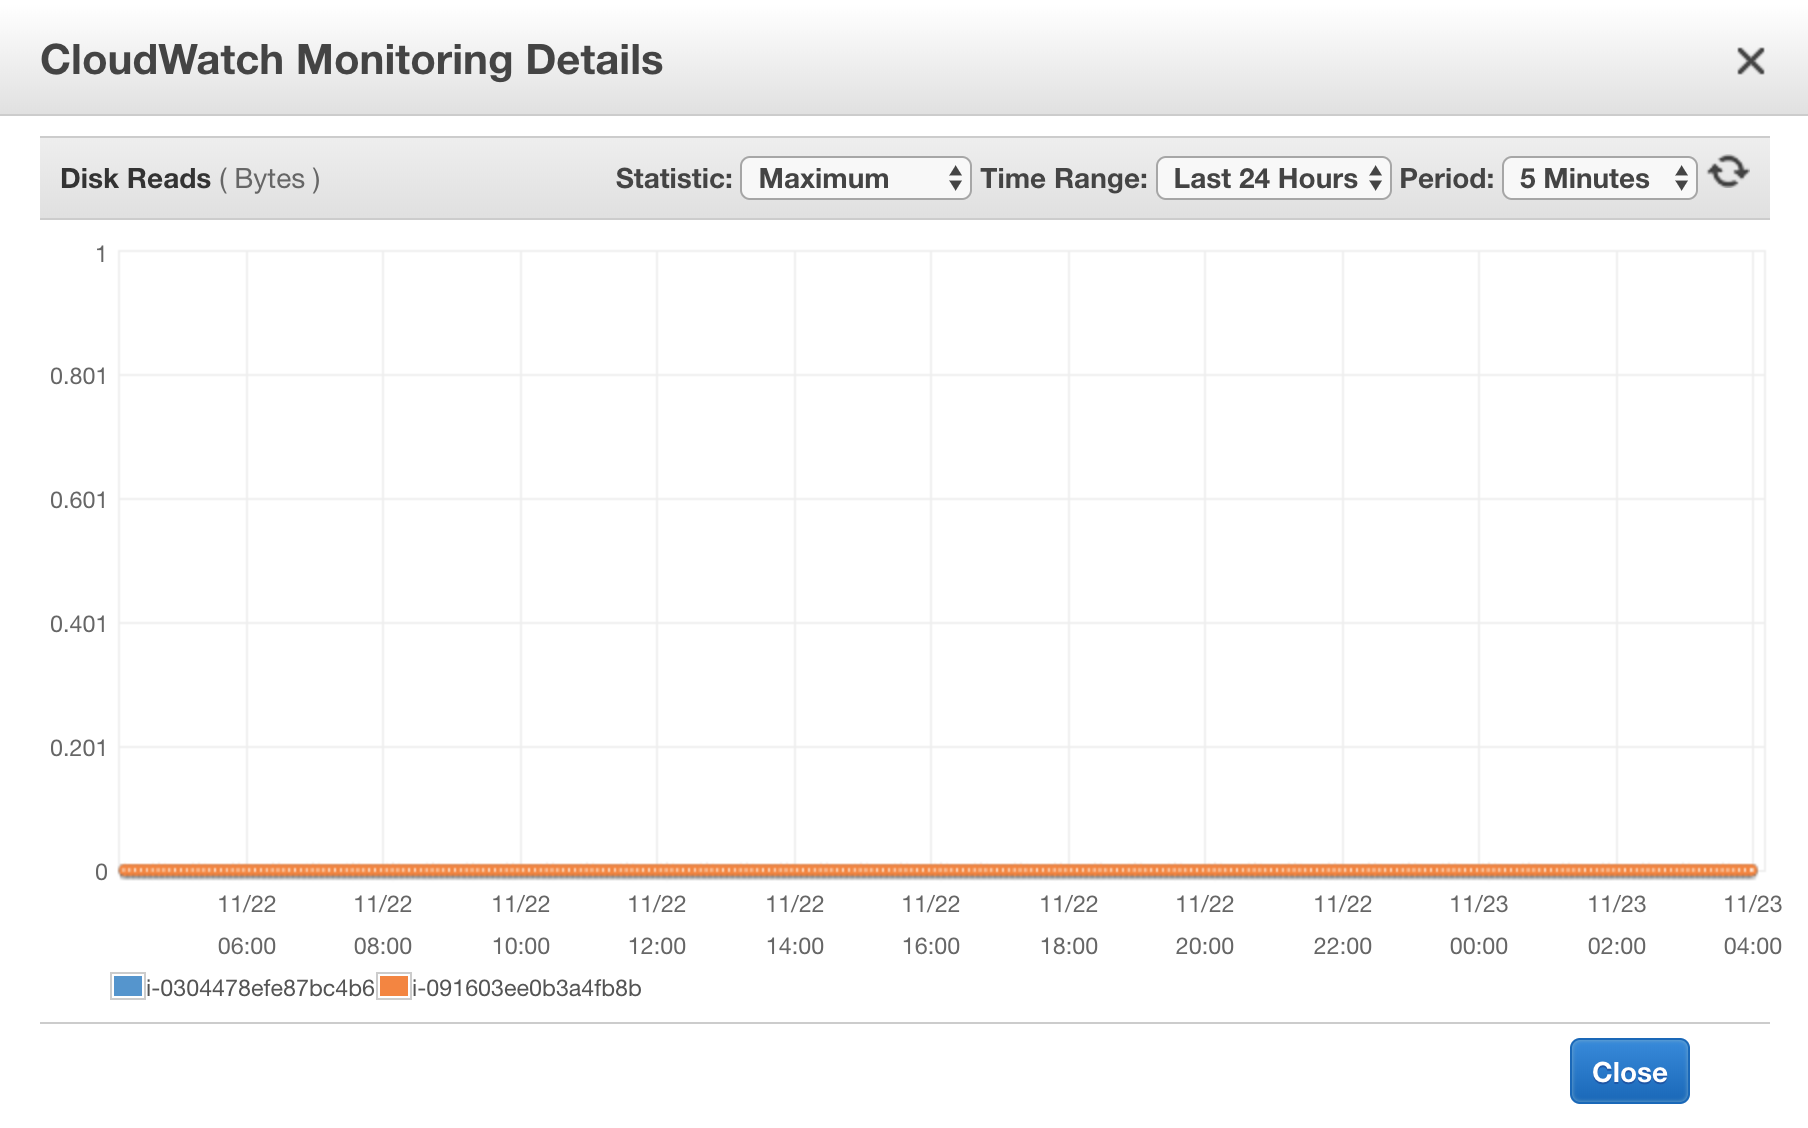 CloudWatch Monitoring Details
Disk Reads ( Bytes ) Statistic: Maximum Time Range: Last 24 Hours Period: 5 Minutes
1
0.801
0.601
0.401
0.201
0
11/22 11/22 11/22 11/22 11/22 11/22 11/22 11/22 11/22 11/23 11/23 11/23
06:00 08:00 10:00 12:00 14:00 16:00 18:00 20:00 22:00 00:00 02:00 04:00
i-0304478efe87bc4b6 i-091603ee0b3a4fb8b
Close